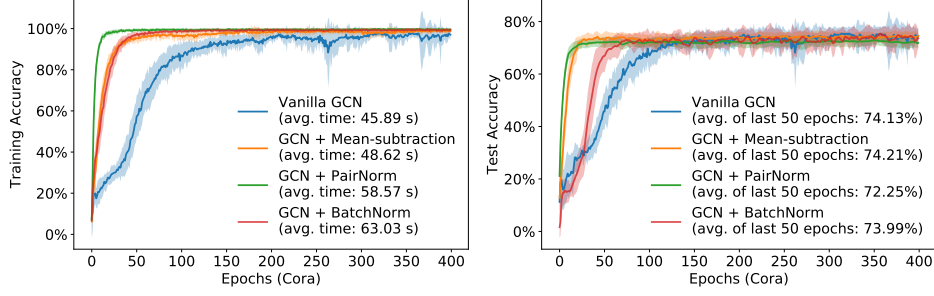 100%
80%
60%
40%
20%
0%
Training Accuracy
Vanilla GCN
(avg. time: 45.89 s)
GCN + Mean-subtraction
(avg. time: 48.62 s)
GCN + PairNorm
(avg. time: 58.57 s)
GCN + BatchNorm
(avg. time: 63.03 s)
0 50 100 150 200 250 300 350 400
Epochs (Cora)
80%
60%
40%
20%
0%
Test Accuracy
Vanilla GCN
(avg. of last 50 epochs: 74.13%)
GCN + Mean-subtraction
(avg. of last 50 epochs: 74.21%)
GCN + PairNorm
(avg. of last 50 epochs: 72.25%)
GCN + BatchNorm
(avg. of last 50 epochs: 73.99%)
0 50 100 150 200 250 300 350 400
Epochs (Cora)